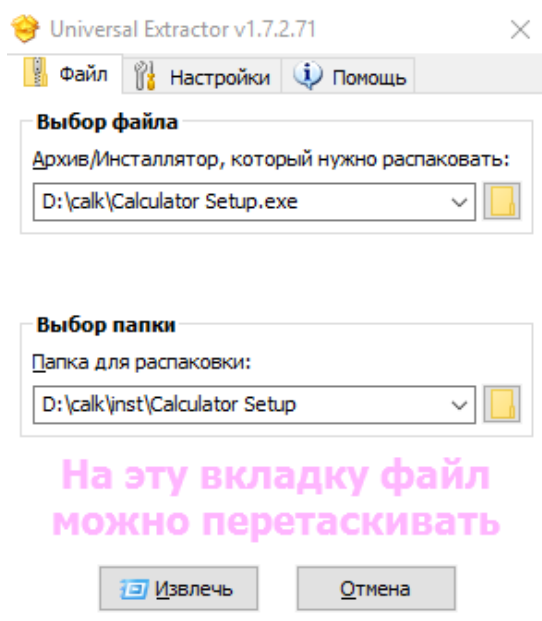 Universal Extractor v1.7.2.71
Файл Настройки Помощь
Выбор файла
Архив/Инсталлятор, который нужно распаковать:
D:\calk\Calculator Setup.exe
Выбор папки
Папка для распаковки:
D:\calk\inst\Calculator Setup
На эту вкладку файл
можно перетаскивать
Извлечь Отмена